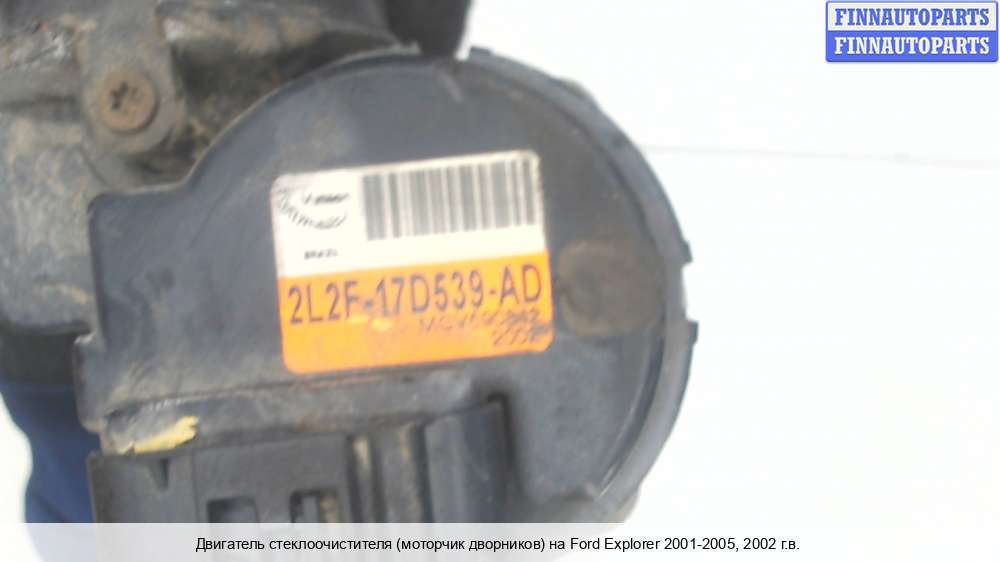 FINNAUTOPARTS
FINNAUTOPARTS
2L2F-17D539-AD
2002
Двигатель стеклоочистителя (моторчик дворников) на Ford Explorer 2001-2005, 2002 г.в.